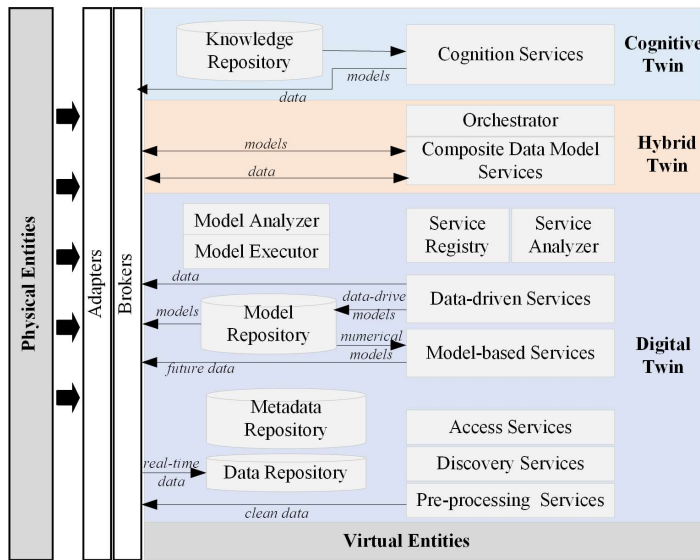 Physical Entities
Adapters
Brokers
Knowledge
Repository
models
data
Cognition Services
Cognitive
Twin
Orchestrator
Composite Data Model
Services
models
data
Hybrid
Twin
Model Analyzer
Model Executor
Service
Registry
Service
Analyzer
data
Data-driven Services
data-drive
models
models
Model
Repository
numerical
models
Model-based Services
future data
Digital
Twin
Metadata
Repository
Access Services
real-time
data
Data Repository
Discovery Services
Pre-processing Services
clean data
Virtual Entities